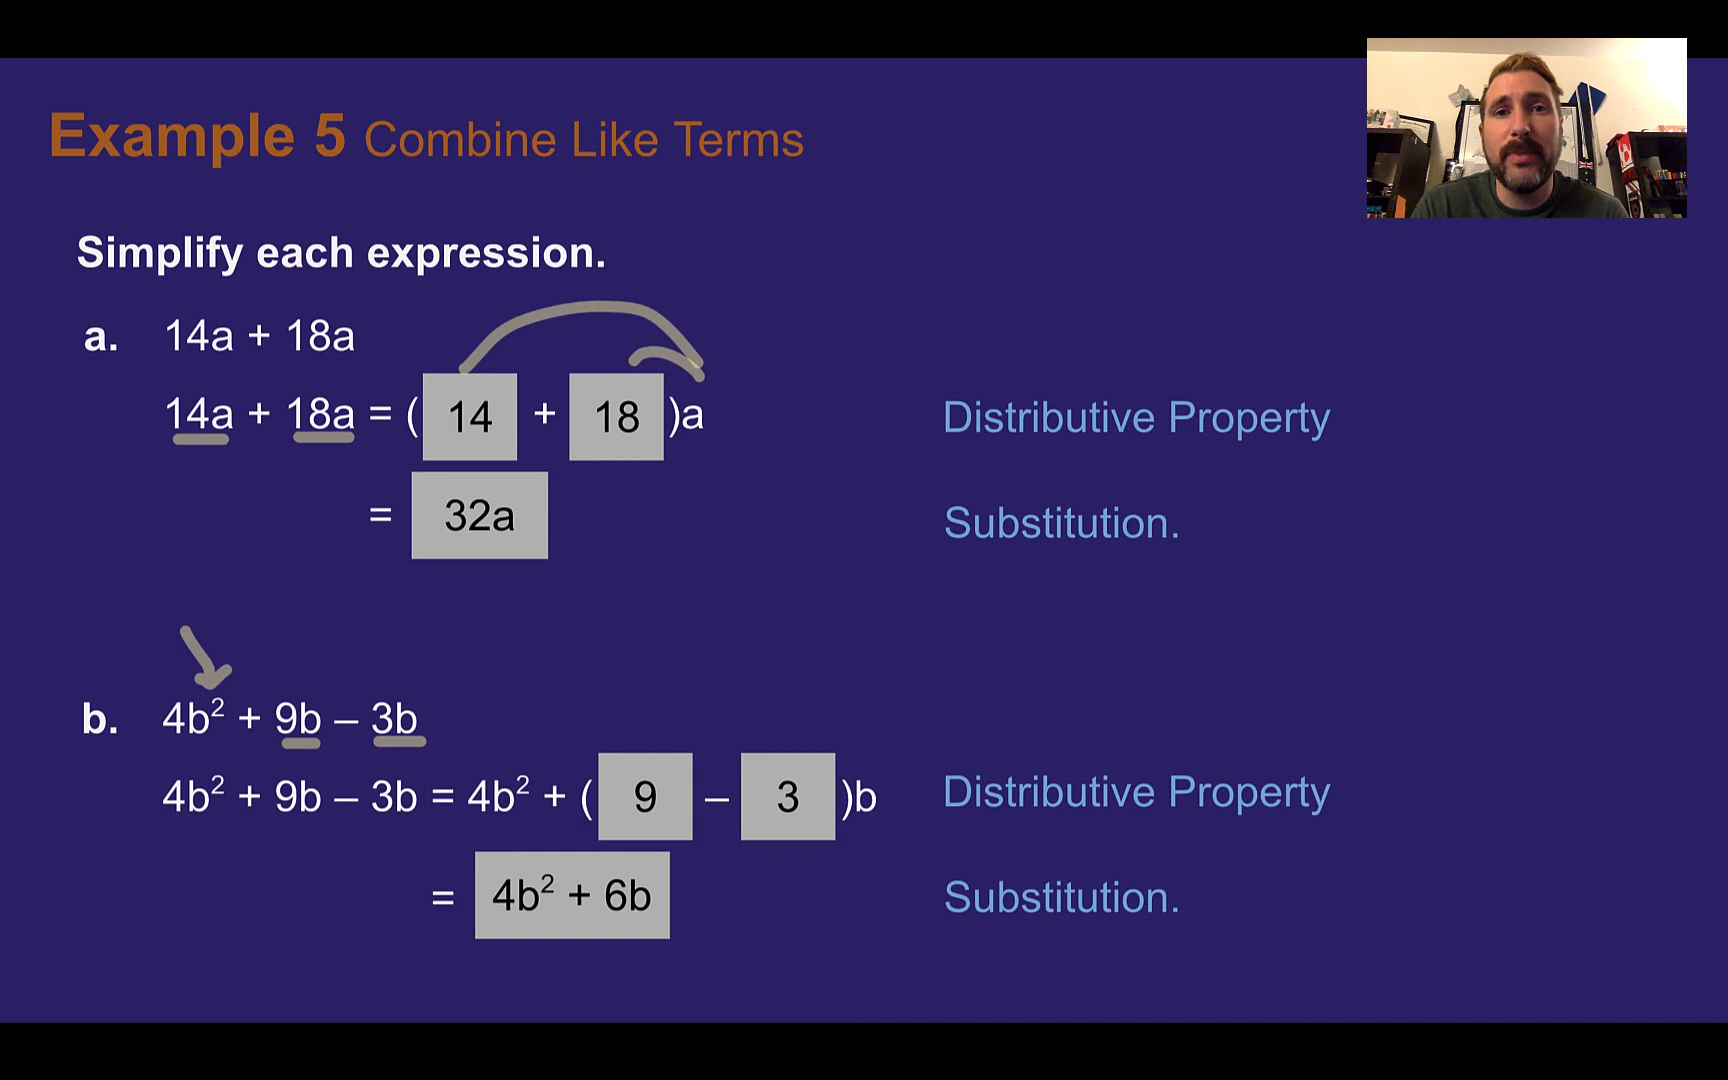 Example 5 Combine Like Terms
Simplify each expression.
a. 14a + 18a
14a + 18a = ( 14 + 18 )a Distributive Property
= 32a Substitution.
b. 4b² + 9b – 3b
4b² + 9b – 3b = 4b² + ( 9 – 3 )b Distributive Property
= 4b² + 6b Substitution.